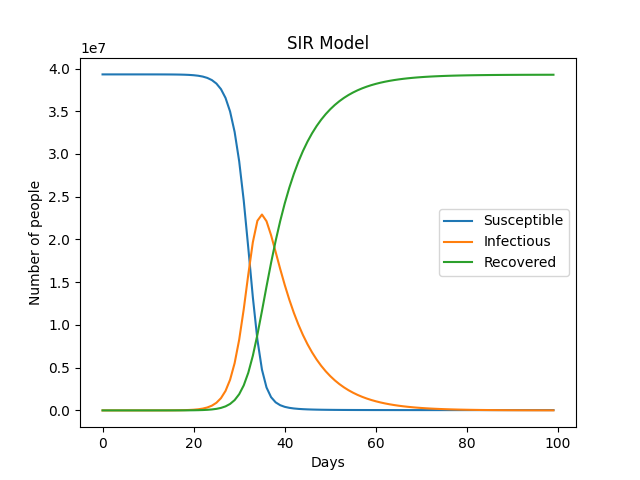 SIR Model
1e7
4.0
3.5
3.0
2.5
2.0
1.5
1.0
0.5
0.0
Number of people
Susceptible
Infectious
Recovered
0 20 40 60 80 100
Days